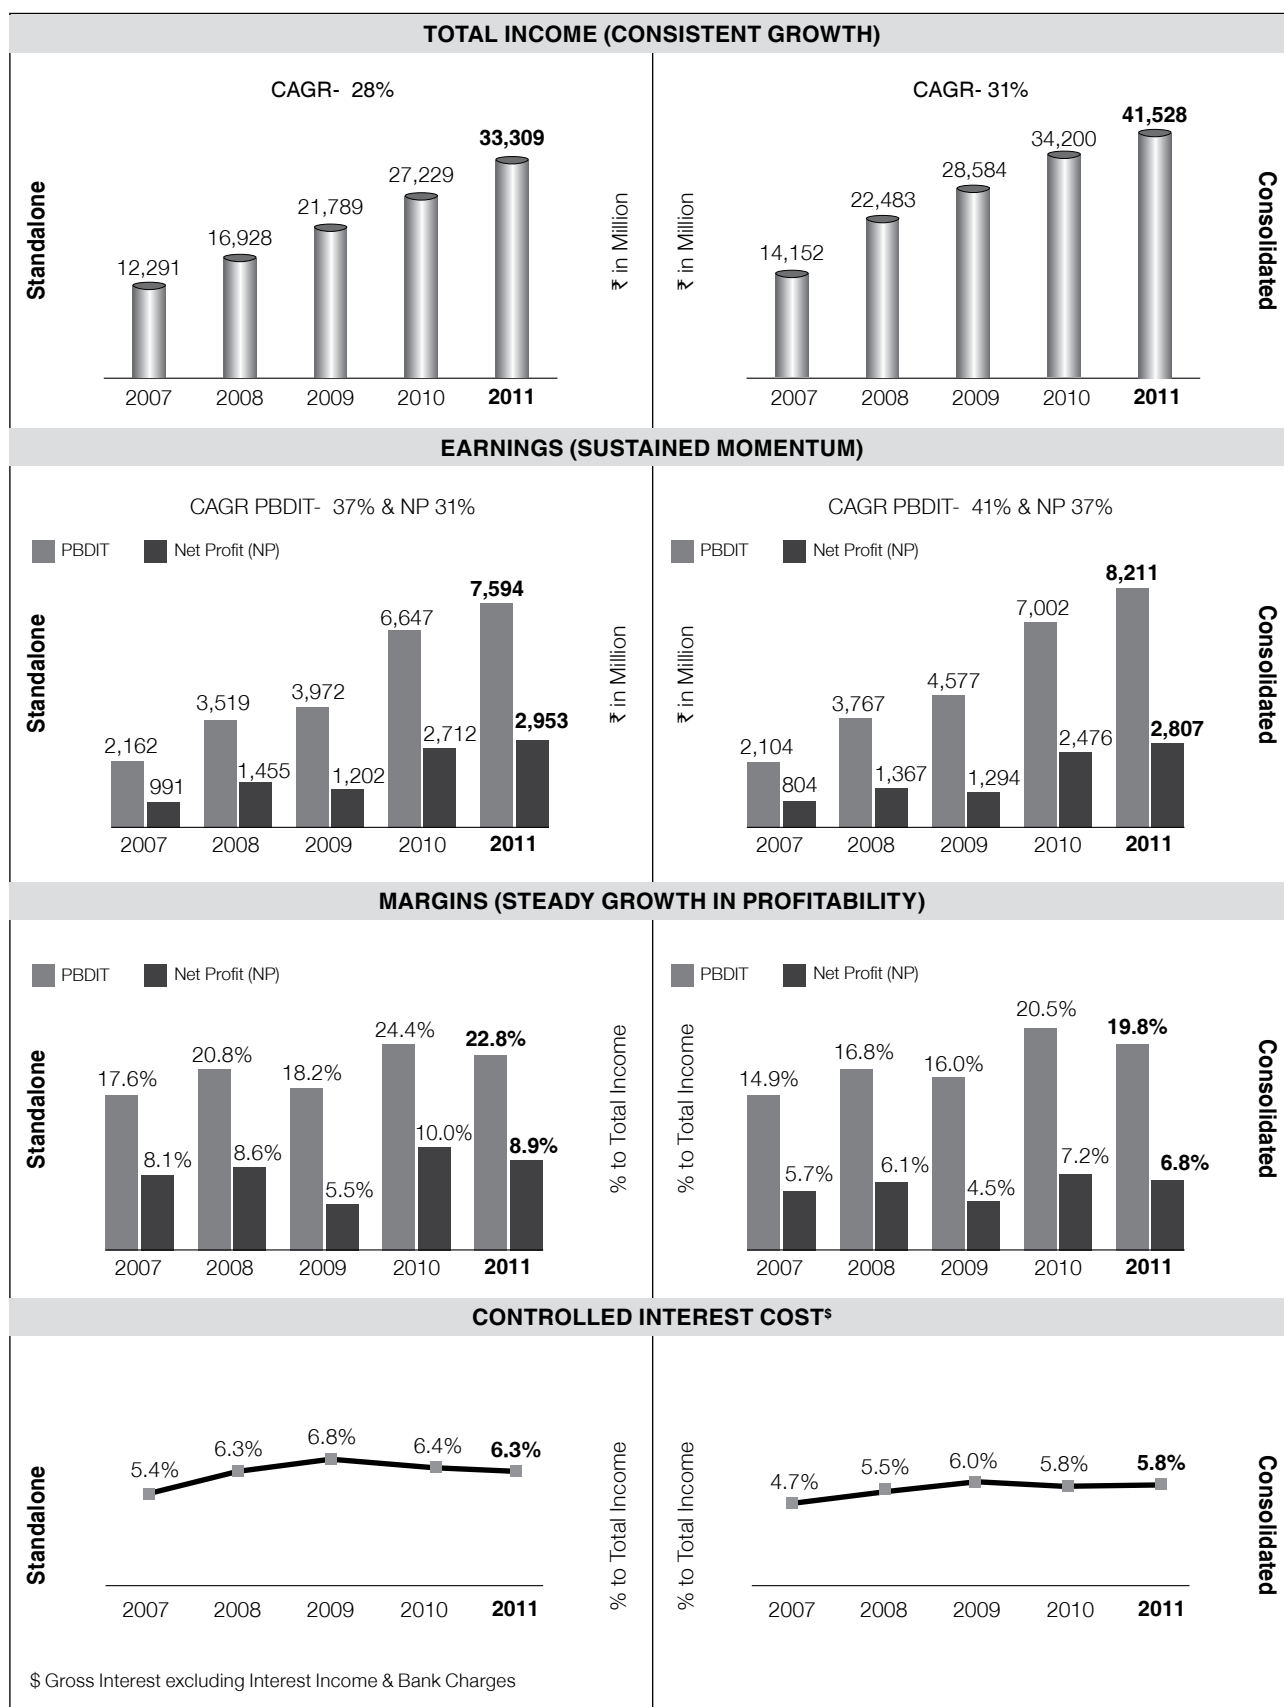 TOTAL INCOME (CONSISTENT GROWTH)
CAGR- 28%
Standalone
12,291
16,928
21,789
27,229
33,309
2007 2008 2009 2010 2011
₹ in Million
CAGR- 31%
₹ in Million
14,152
22,483
28,584
34,200
41,528
2007 2008 2009 2010 2011
Consolidated
EARNINGS (SUSTAINED MOMENTUM)
CAGR PBDIT- 37% & NP 31%
PBDIT Net Profit (NP)
Standalone
2,162 991
3,519 1,455
3,972 1,202
6,647 2,712
7,594 2,953
2007 2008 2009 2010 2011
₹ in Million
CAGR PBDIT- 41% & NP 37%
PBDIT Net Profit (NP)
₹ in Million
2,104 804
3,767 1,367
4,577 1,294
7,002 2,476
8,211 2,807
2007 2008 2009 2010 2011
Consolidated
MARGINS (STEADY GROWTH IN PROFITABILITY)
PBDIT Net Profit (NP)
Standalone
17.6% 8.1%
20.8% 8.6%
18.2% 5.5%
24.4% 10.0%
22.8% 8.9%
2007 2008 2009 2010 2011
% to Total Income
PBDIT Net Profit (NP)
% to Total Income
14.9% 5.7%
16.8% 6.1%
16.0% 4.5%
20.5% 7.2%
19.8% 6.8%
2007 2008 2009 2010 2011
Consolidated
CONTROLLED INTEREST COST$
Standalone
5.4% 6.3% 6.8% 6.4% 6.3%
2007 2008 2009 2010 2011
% to Total Income
% to Total Income
4.7% 5.5% 6.0% 5.8% 5.8%
2007 2008 2009 2010 2011
Consolidated
$ Gross Interest excluding Interest Income & Bank Charges